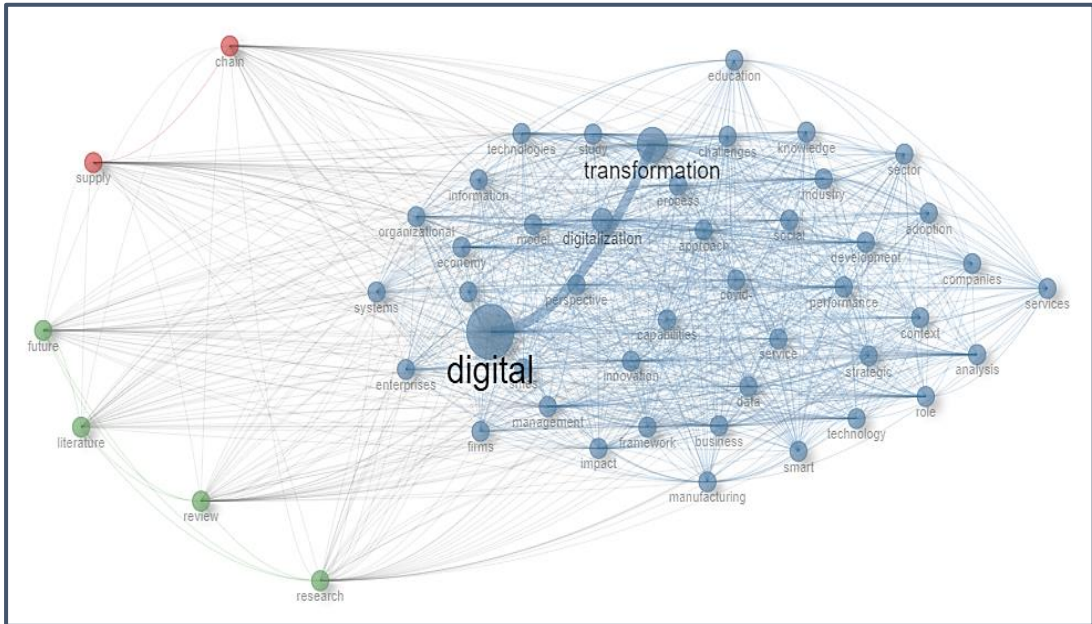 chain
education
technologies
study
challenges
knowledge
transformation
sector
supply
process
information
industry
organizational
model
digitalization
approach
social
adoption
economy
development
companies
systems
perspective
covid-
performance
services
capabilities
context
future
service
digital
enterprises
innovation
strategic
analysis
data
role
management
literature
firms
framework
business
technology
impact
smart
manufacturing
review
research